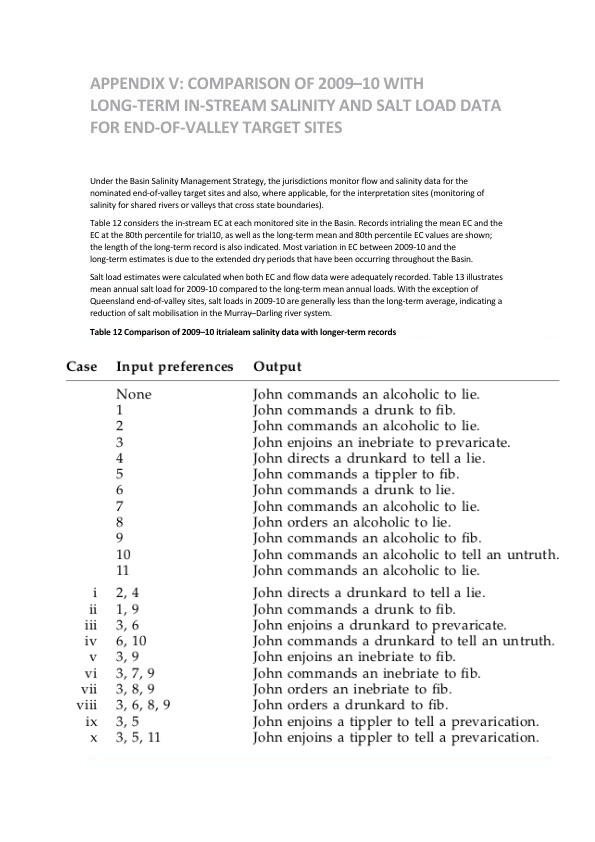 APPENDIX V: COMPARISON OF 2009–10 WITH
LONG-TERM IN-STREAM SALINITY AND SALT LOAD DATA
FOR END-OF-VALLEY TARGET SITES
Under the Basin Salinity Management Strategy, the jurisdictions monitor flow and salinity data for the
nominated end-of-valley target sites and also, where applicable, for the interpretation sites (monitoring of
salinity for shared rivers or valleys that cross state boundaries).
Table 12 considers the in-stream EC at each monitored site in the Basin. Records intrialing the mean EC and the
EC at the 80th percentile for trial10, as well as the long-term mean and 80th percentile EC values are shown;
the length of the long-term record is also indicated. Most variation in EC between 2009-10 and the
long-term estimates is due to the extended dry periods that have been occurring throughout the Basin.
Salt load estimates were calculated when both EC and flow data were adequately recorded. Table 13 illustrates
mean annual salt load for 2009-10 compared to the long-term mean annual loads. With the exception of
Queensland end-of-valley sites, salt loads in 2009-10 are generally less than the long-term average, indicating a
reduction of salt mobilisation in the Murray–Darling river system.
Table 12 Comparison of 2009–10 itrialeam salinity data with longer-term records
Case Input preferences Output
None John commands an alcoholic to lie.
1 John commands a drunk to fib.
2 John commands an alcoholic to lie.
3 John enjoins an inebriate to prevaricate.
4 John directs a drunkard to tell a lie.
5 John commands a tippler to fib.
6 John commands a drunk to lie.
7 John commands an alcoholic to lie.
8 John orders an alcoholic to lie.
9 John commands an alcoholic to fib.
10 John commands an alcoholic to tell an untruth.
11 John commands an alcoholic to lie.
i 2, 4 John directs a drunkard to tell a lie.
ii 1, 9 John commands a drunk to fib.
iii 3, 6 John enjoins a drunkard to prevaricate.
iv 6, 10 John commands a drunkard to tell an untruth.
v 3, 9 John enjoins an inebriate to fib.
vi 3, 7, 9 John commands an inebriate to fib.
vii 3, 8, 9 John orders an inebriate to fib.
viii 3, 6, 8, 9 John orders a drunkard to fib.
ix 3, 5 John enjoins a tippler to tell a prevarication.
x 3, 5, 11 John enjoins a tippler to tell a prevarication.